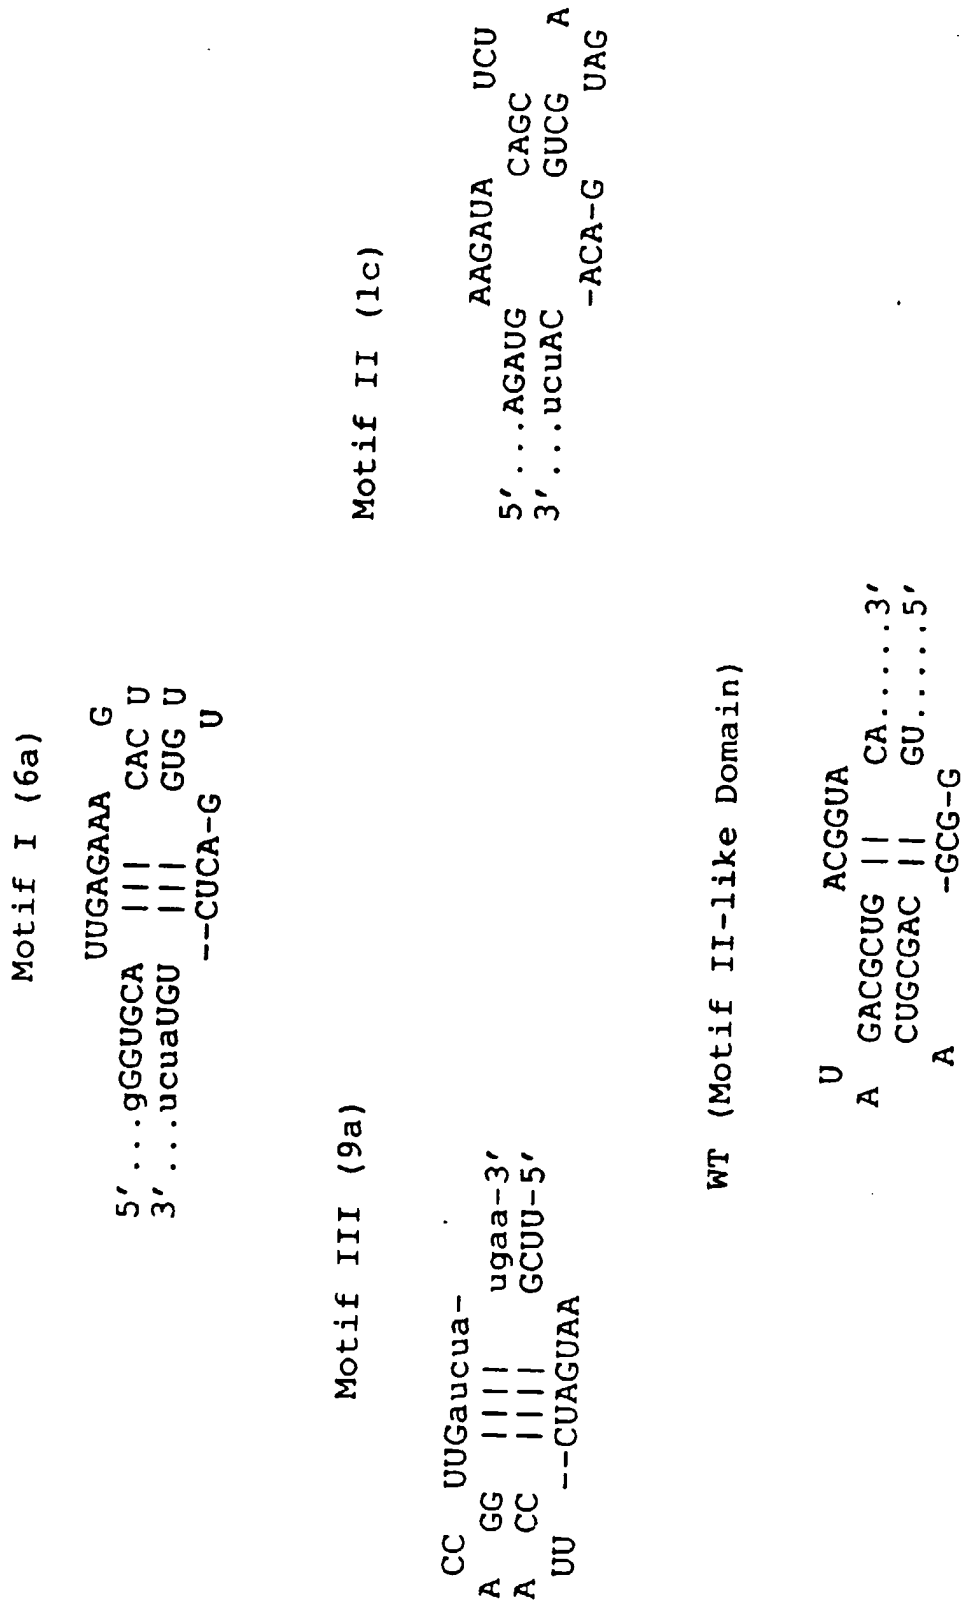 Motif I (6a)
UUGAGAAA G
5'...gGGUGCA ||| CAC U
3'...ucuaUGU ||| GUG U
--CUCA-G U
Motif III (9a)
CC UUGaucua-
A GG |||| ugaa-3'
A CC |||| GCUU-5'
UU --CUAGUAA
Motif II (1c)
AAGAUA UCU
5'...AGAUG CAGC
3'...ucuAC GUCG A
-ACA-G UAG
WT (Motif II-like Domain)
U ACGGUA
A GACGCUG || CA......3'
CUGCGAC || GU......5'
A -GCG-G